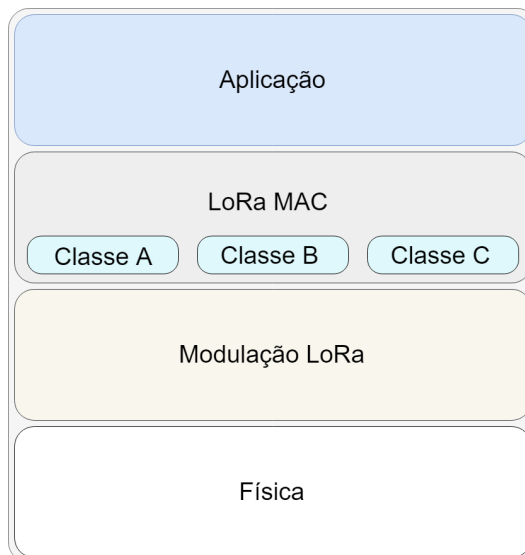 Aplicação
LoRa MAC
Classe A Classe B Classe C
Modulação LoRa
Física